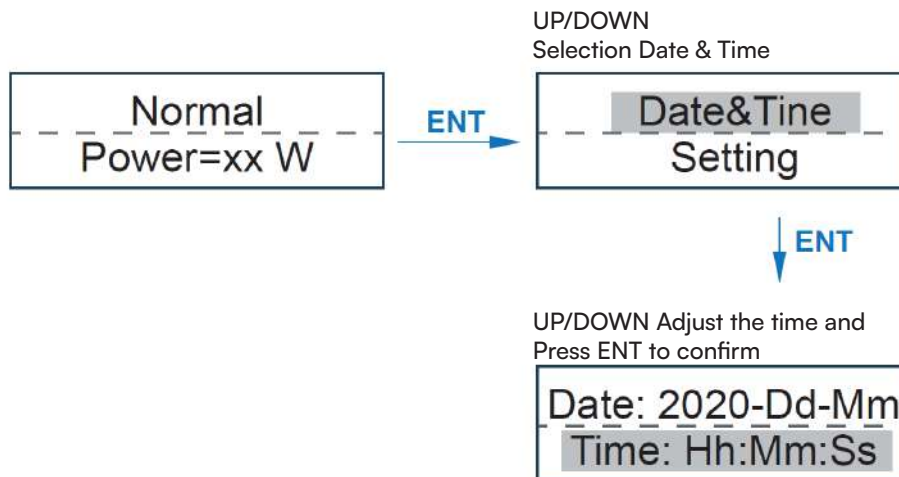 UP/DOWN
Selection Date & Time
Normal
Power=xx W
ENT
Date&Tine
Setting
ENT
UP/DOWN Adjust the time and
Press ENT to confirm
Date: 2020-Dd-Mm
Time: Hh:Mm:Ss